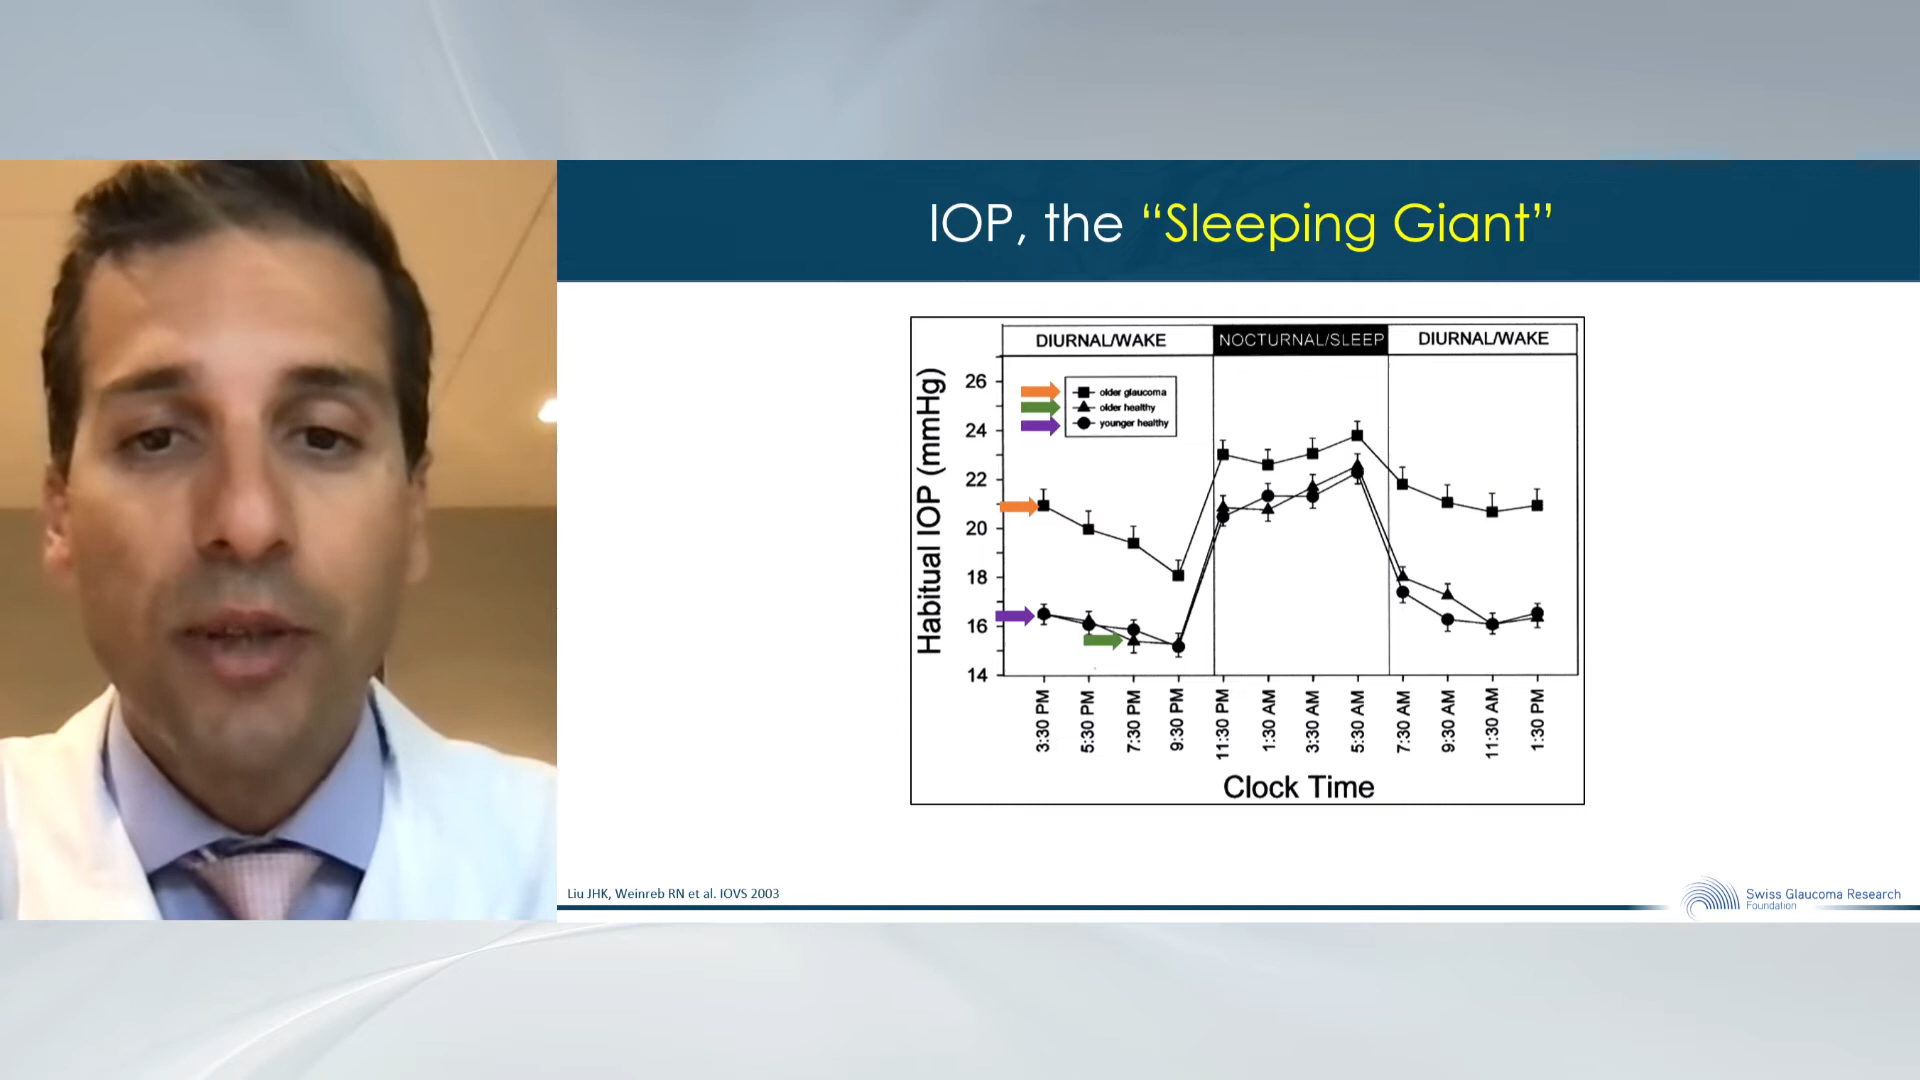 IOP, the “Sleeping Giant”
DIURNAL/WAKE
NOCTURNAL/SLEEP
DIURNAL/WAKE
Habitual IOP (mmHg)
26
24
22
20
18
16
14
older glaucoma
older healthy
younger healthy
3:30 PM
5:30 PM
7:30 PM
9:30 PM
11:30 PM
1:30 AM
3:30 AM
5:30 AM
7:30 AM
9:30 AM
11:30 AM
1:30 PM
Clock Time
Liu JHK, Weinreb RN et al. IOVS 2003
Swiss Glaucoma Research
Foundation